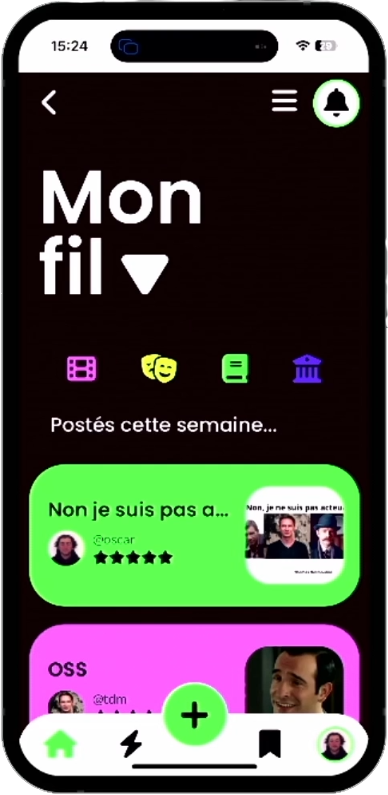 15:24
29
Mon
fil
Postés cette semaine...
Non je suis pas a...
@oscar
Non, je ne suis pas acteu
OSS
@tdm